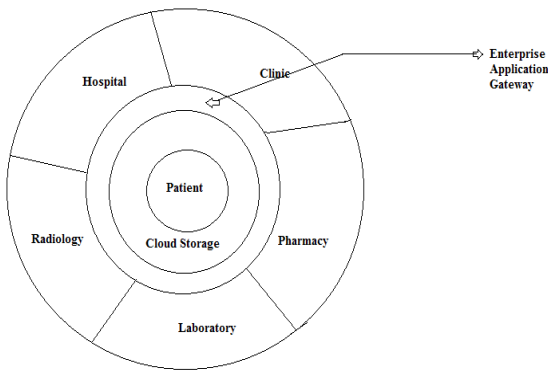 Hospital
Clinic
Enterprise
Application
Gateway
Patient
Radiology
Cloud Storage
Pharmacy
Laboratory